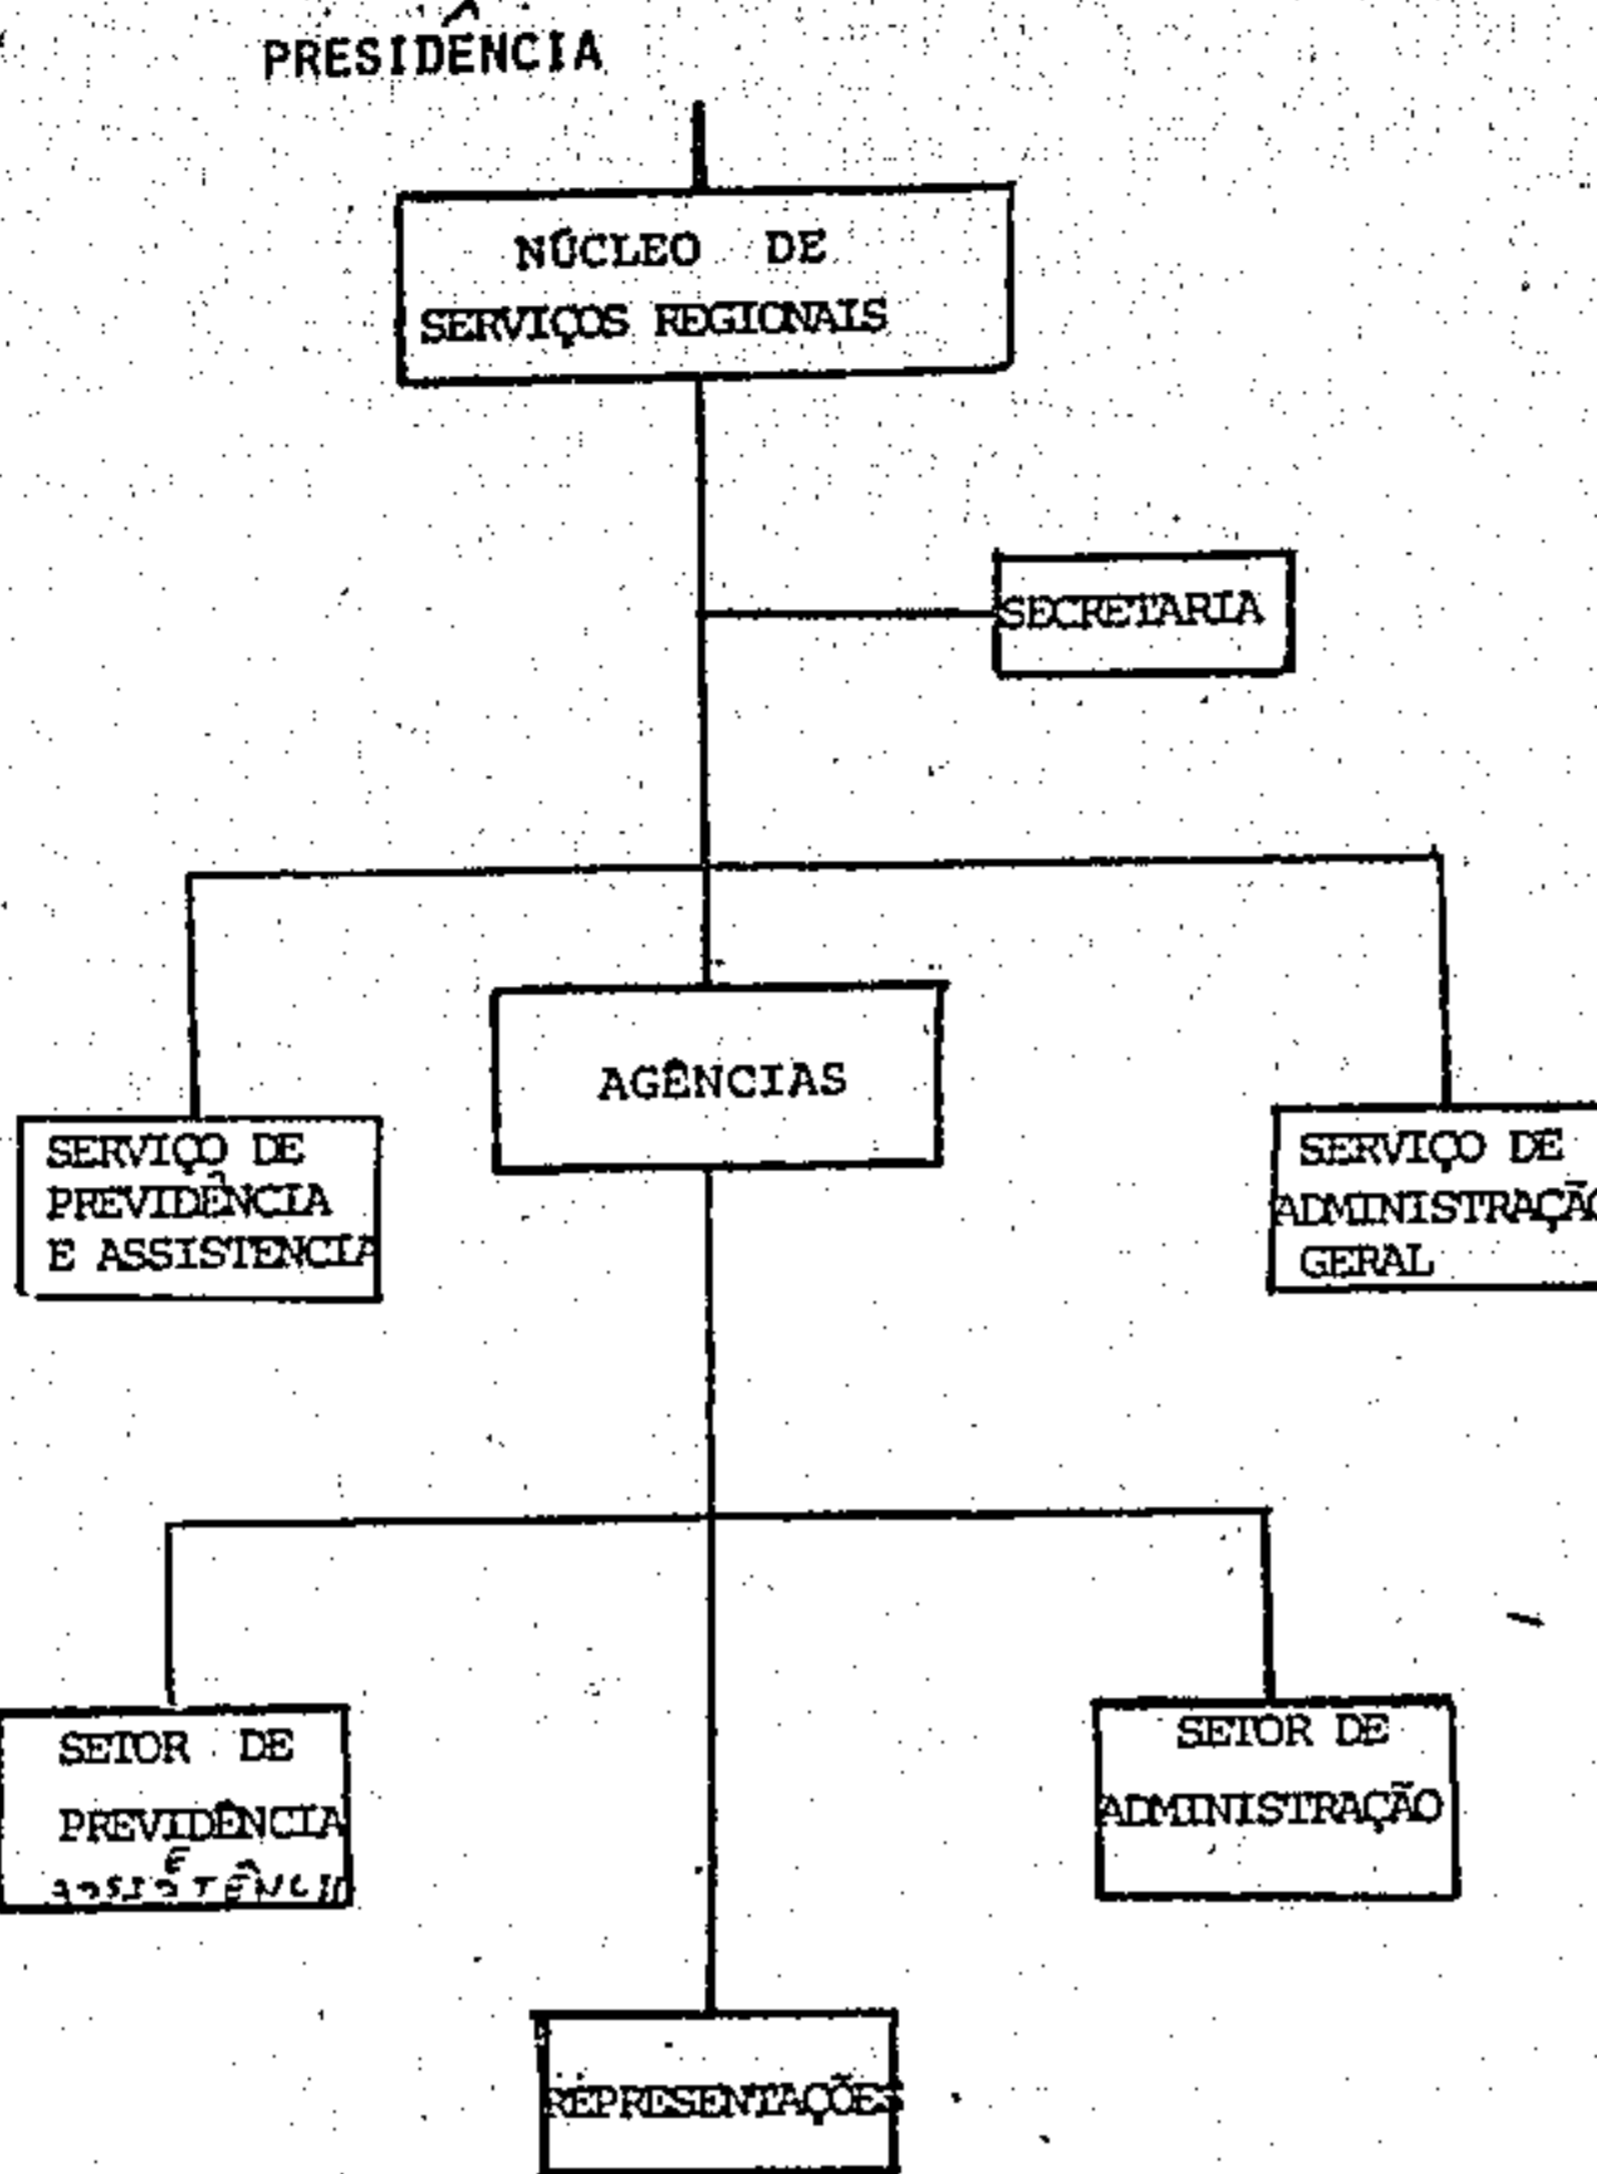 PRESIDÊNCIA
NÚCLEO DE
SERVIÇOS REGIONAIS
SECRETARIA
AGÊNCIAS
SERVIÇO DE
PREVIDÊNCIA
E ASSISTENCIA
SERVIÇO DE
ADMINISTRAÇÃO
GERAL
SETOR DE
PREVIDÊNCIA
E
ASSISTÊNCIA
SETOR DE
ADMINISTRAÇÃO
REPRESENTAÇÕES